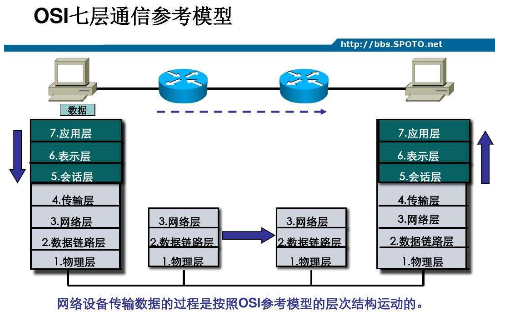 OSI七层通信参考模型
http://bbs.SPOTO.net
数据
7.应用层
6.表示层
5.会话层
4.传输层
3.网络层
2.数据链路层
1.物理层
3.网络层
2.数据链路层
1.物理层
3.网络层
2.数据链路层
1.物理层
7.应用层
6.表示层
5.会话层
4.传输层
3.网络层
2.数据链路层
1.物理层
网络设备传输数据的过程是按照OSI参考模型的层次结构运动的。